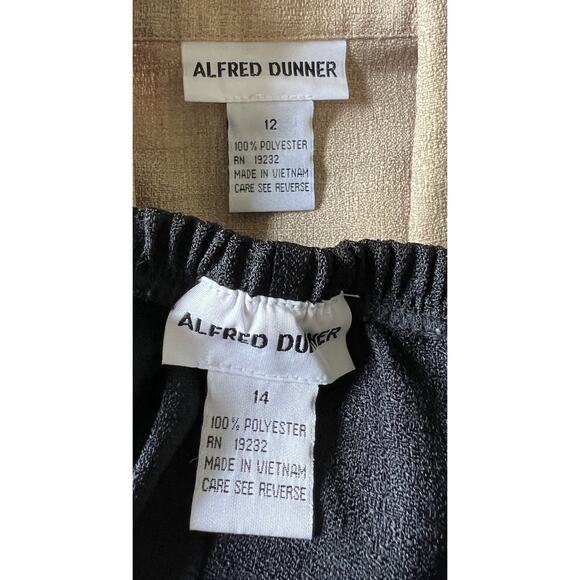 ALFRED DUNNER
12
100% POLYESTER
RN 19232
MADE IN VIETNAM
CARE SEE REVERSE
ALFRED DUNNER
14
100% POLYESTER
RN 19232
MADE IN VIETNAM
CARE SEE REVERSE